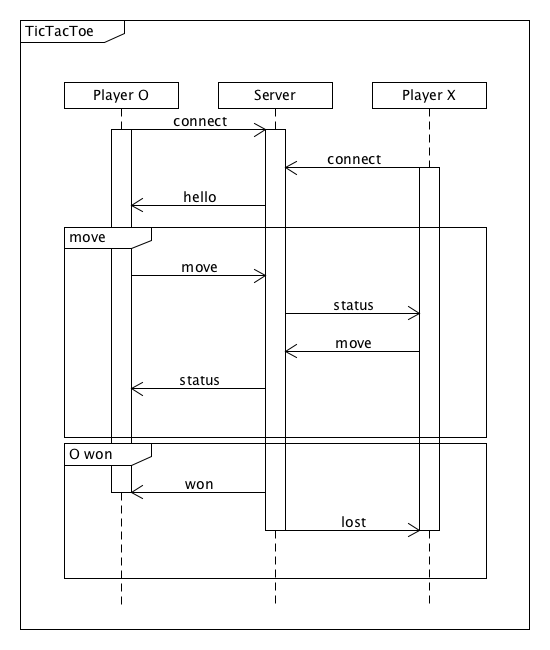 TicTacToe
Player O
Server
Player X
connect
connect
hello
move
move
status
move
status
O won
won
lost